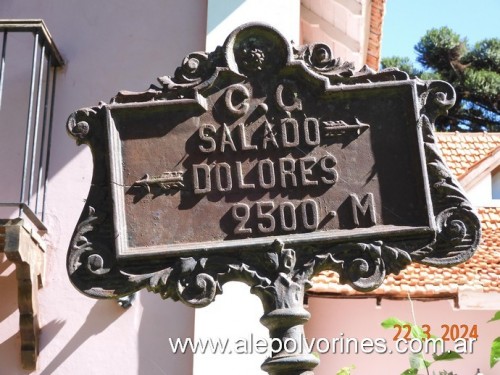 C. G
SALADO
DOLORES
2500. M
22 3 2024
www.alepolvorines.com.ar